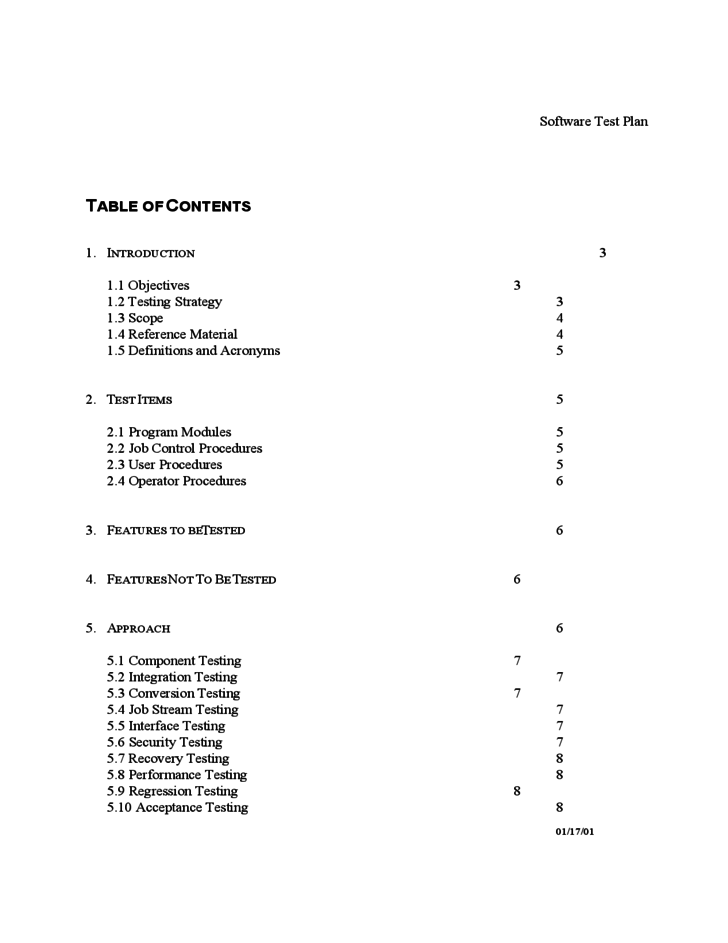 Software Test Plan
TABLE OF CONTENTS
1. INTRODUCTION 3
1.1 Objectives 3
1.2 Testing Strategy 3
1.3 Scope 4
1.4 Reference Material 4
1.5 Definitions and Acronyms 5
2. TEST ITEMS 5
2.1 Program Modules 5
2.2 Job Control Procedures 5
2.3 User Procedures 5
2.4 Operator Procedures 6
3. FEATURES TO BE TESTED 6
4. FEATURES NOT TO BE TESTED 6
5. APPROACH 6
5.1 Component Testing 7
5.2 Integration Testing 7
5.3 Conversion Testing 7
5.4 Job Stream Testing 7
5.5 Interface Testing 7
5.6 Security Testing 7
5.7 Recovery Testing 8
5.8 Performance Testing 8
5.9 Regression Testing 8
5.10 Acceptance Testing 8
01/17/01